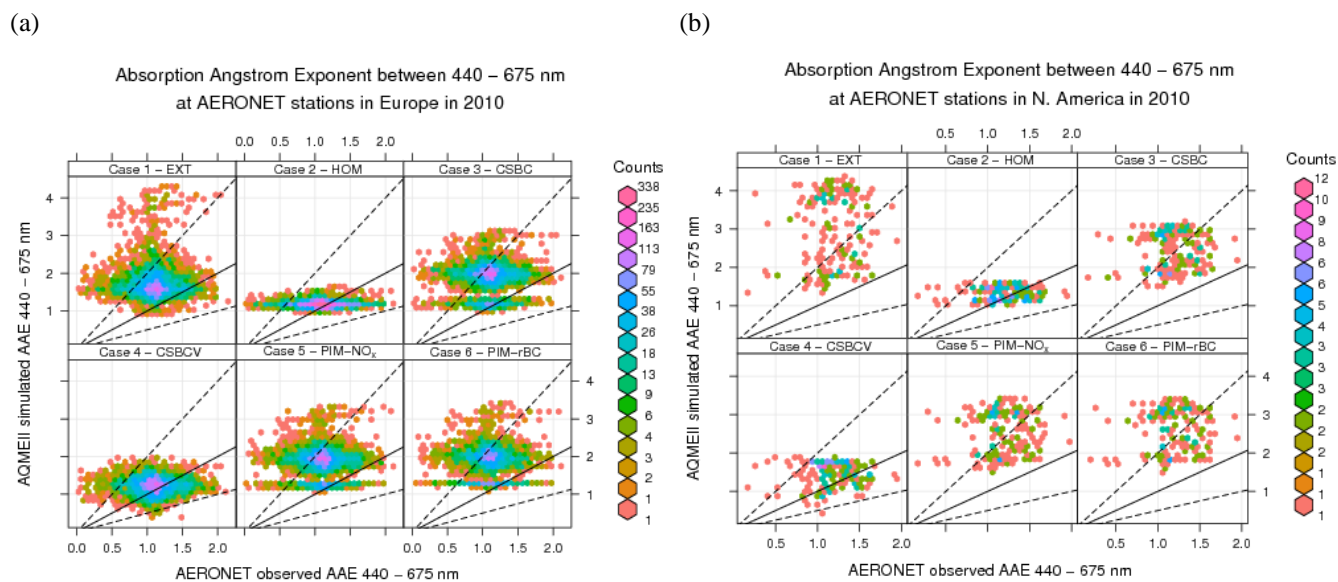 (a)
Absorption Angstrom Exponent between 440 – 675 nm
at AERONET stations in Europe in 2010
0.0 0.5 1.0 1.5 2.0
Case 1 – EXT Case 2 – HOM Case 3 – CSBC
Case 4 – CSBCV Case 5 – PIM–NOx Case 6 – PIM–rBC
AQMEII simulated AAE 440 – 675 nm
4
3
2
1
4
3
2
1
0.0 0.5 1.0 1.5 2.0 0.0 0.5 1.0 1.5 2.0
AERONET observed AAE 440 – 675 nm
Counts
338
235
163
113
79
55
38
26
18
13
9
6
4
3
2
1
1
(b)
Absorption Angstrom Exponent between 440 – 675 nm
at AERONET stations in N. America in 2010
0.5 1.0 1.5 2.0
Case 1 – EXT Case 2 – HOM Case 3 – CSBC
Case 4 – CSBCV Case 5 – PIM–NOx Case 6 – PIM–rBC
AQMEII simulated AAE 440 – 675 nm
4
3
2
1
4
3
2
1
0.5 1.0 1.5 2.0 0.5 1.0 1.5 2.0
AERONET observed AAE 440 – 675 nm
Counts
12
10
9
8
6
6
5
4
3
3
3
2
2
2
1
1
1